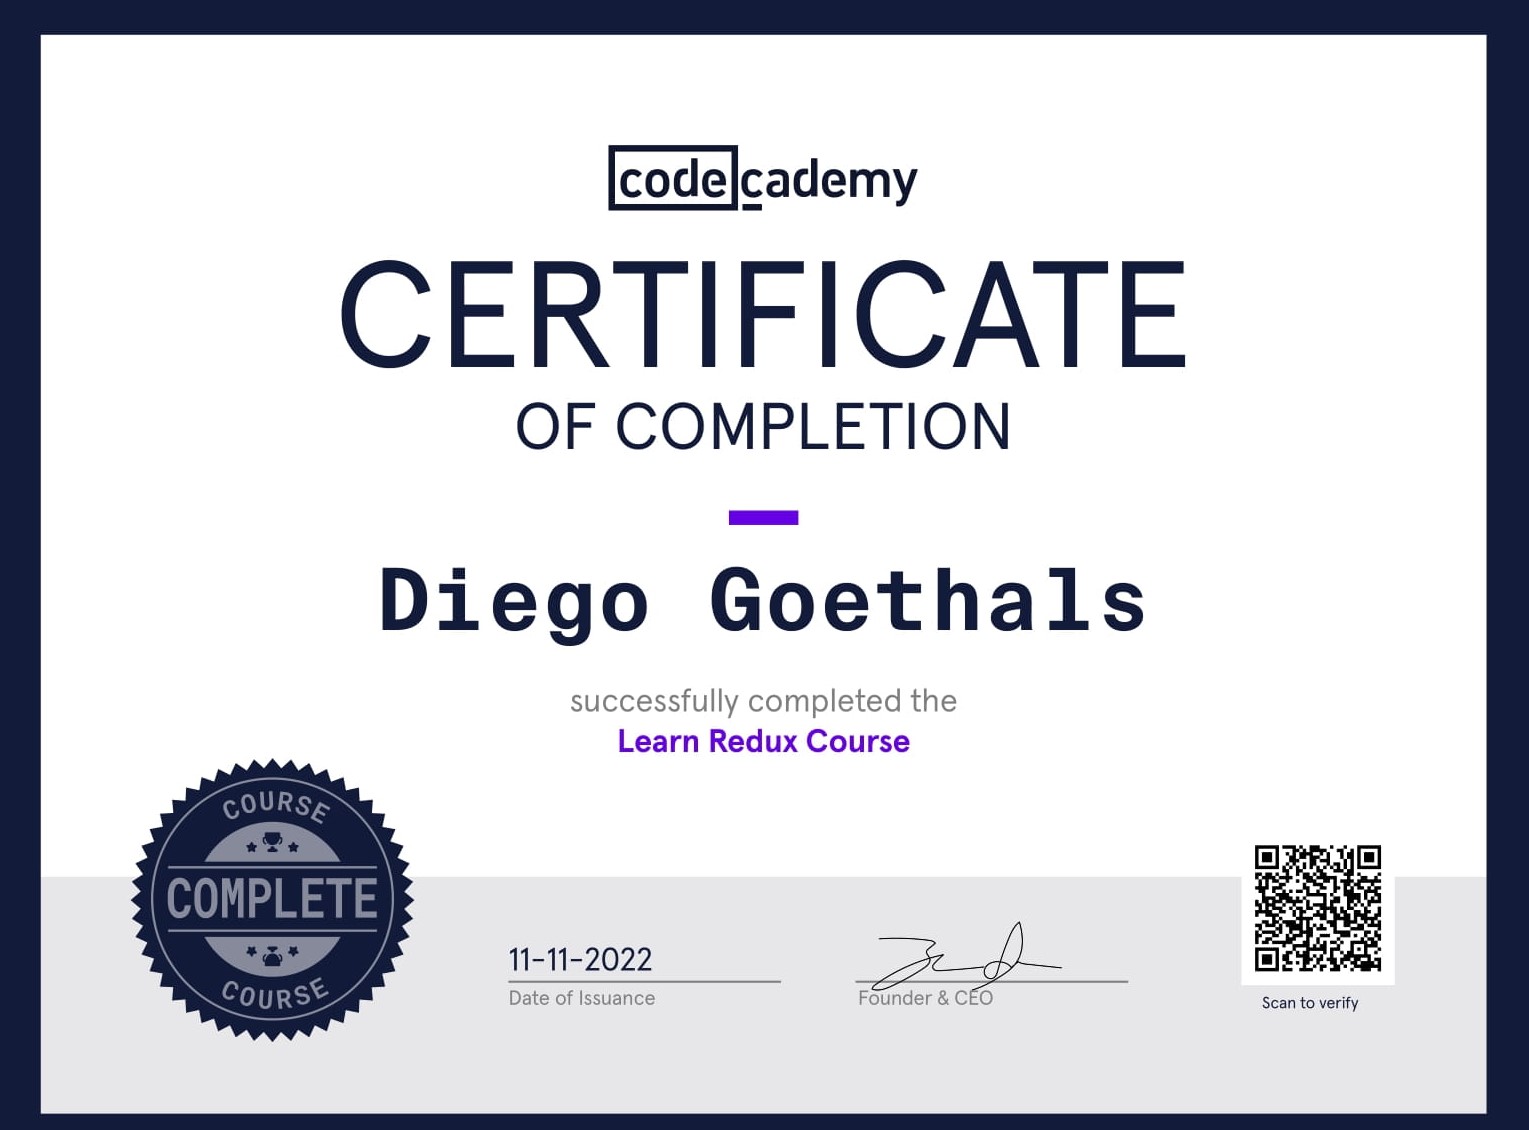 codecademy
CERTIFICATE
OF COMPLETION
Diego Goethals
successfully completed the
Learn Redux Course
COURSE
COMPLETE
COURSE
11-11-2022
Date of Issuance
Founder & CEO
Scan to verify